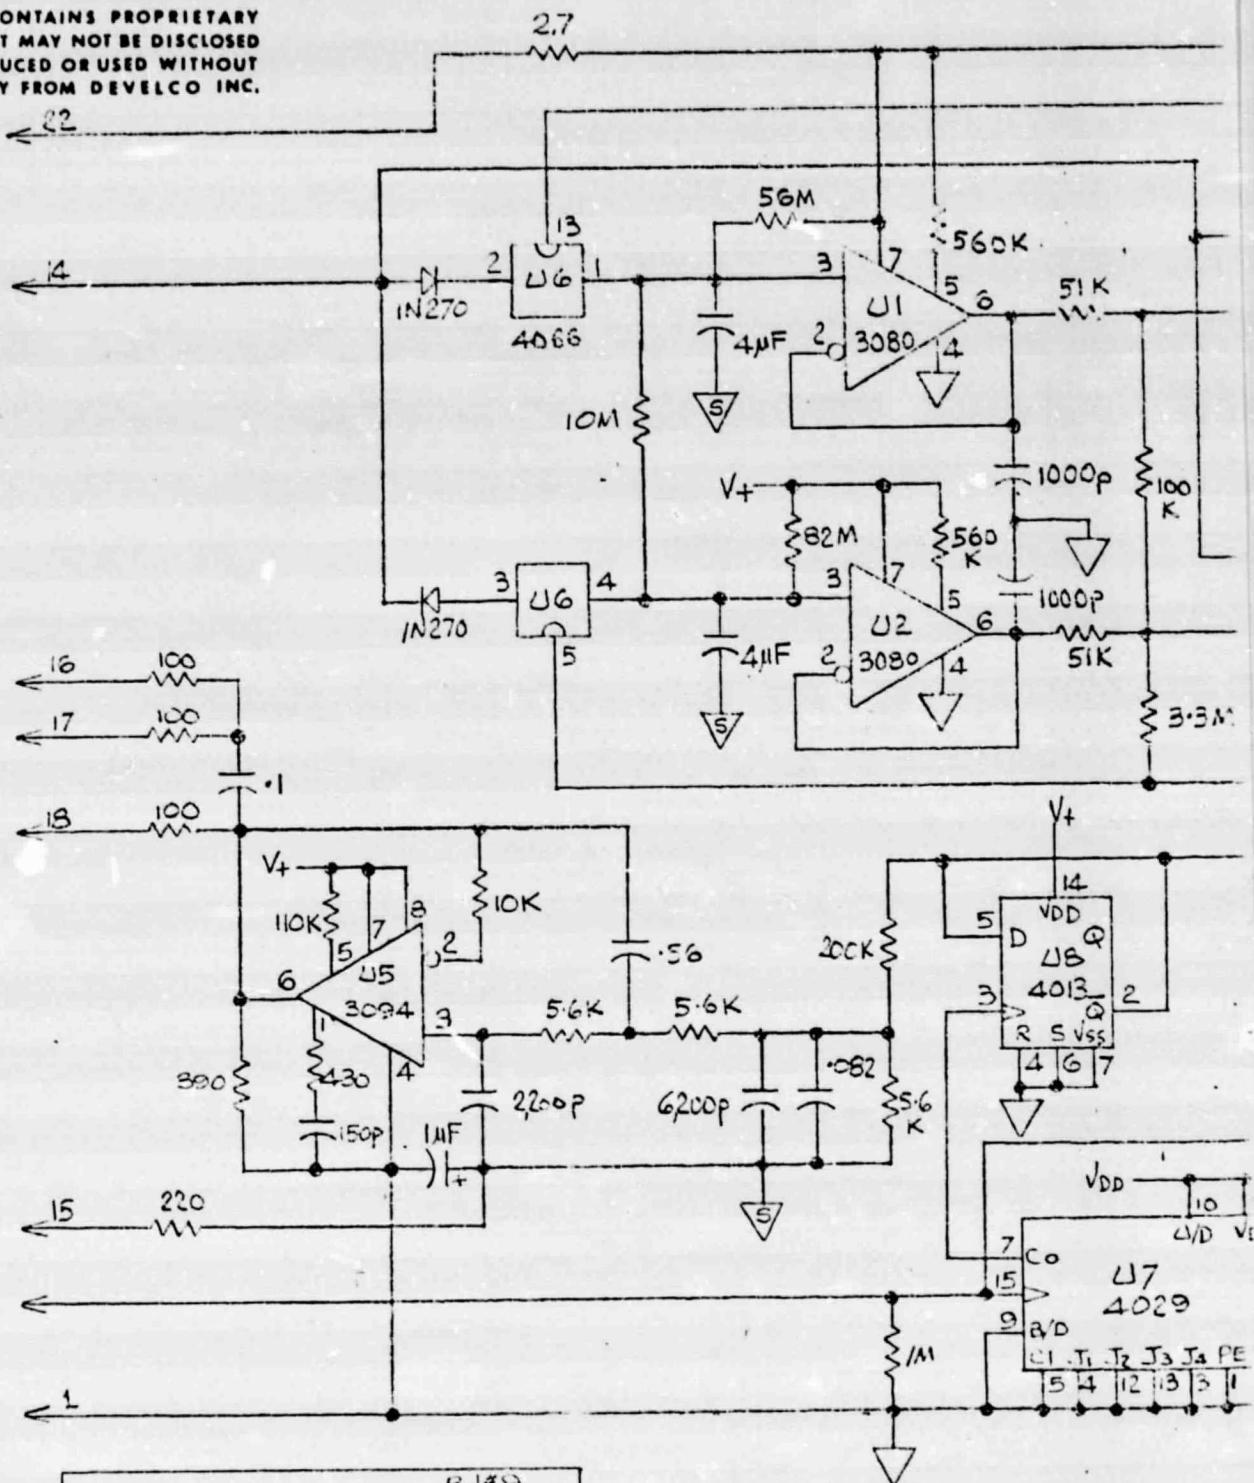 ONTAINS PROPRIETARY
T MAY NOT BE DISCLOSED
UCED OR USED WITHOUT
Y FROM DEVELCO INC.
2.7
22
56M
13
560K
14
2 U6 1
3 7
5 6
51K
1N270
4066
U1
4µF
2 3080 4
S
10M
V+
1000p
100
K
82M
560
K
3 7
3 U6 4
1000p
5
1N270
U2 6
5
4µF
2 3080 4
51K
16 100
S
17 100
3.3M
.1
18 100
V+
V+
14
110K 7 8
10K
VDD
5 2
5 D Q
6 U5
.56
200K
U8
3094 3
5.6K 5.6K
3 4013 Q̅ 2
1
R S VSS
390 430 4
.082
4 6 7
2,200p
6,200p
5.6
K
150p 1µF
+
15 220
S
VDD
10
U/D
7 CO
U7
15
4029
9 B/D
1M
CI J1 J2 J3 J4 PE
1
5 4 12 13 3 1